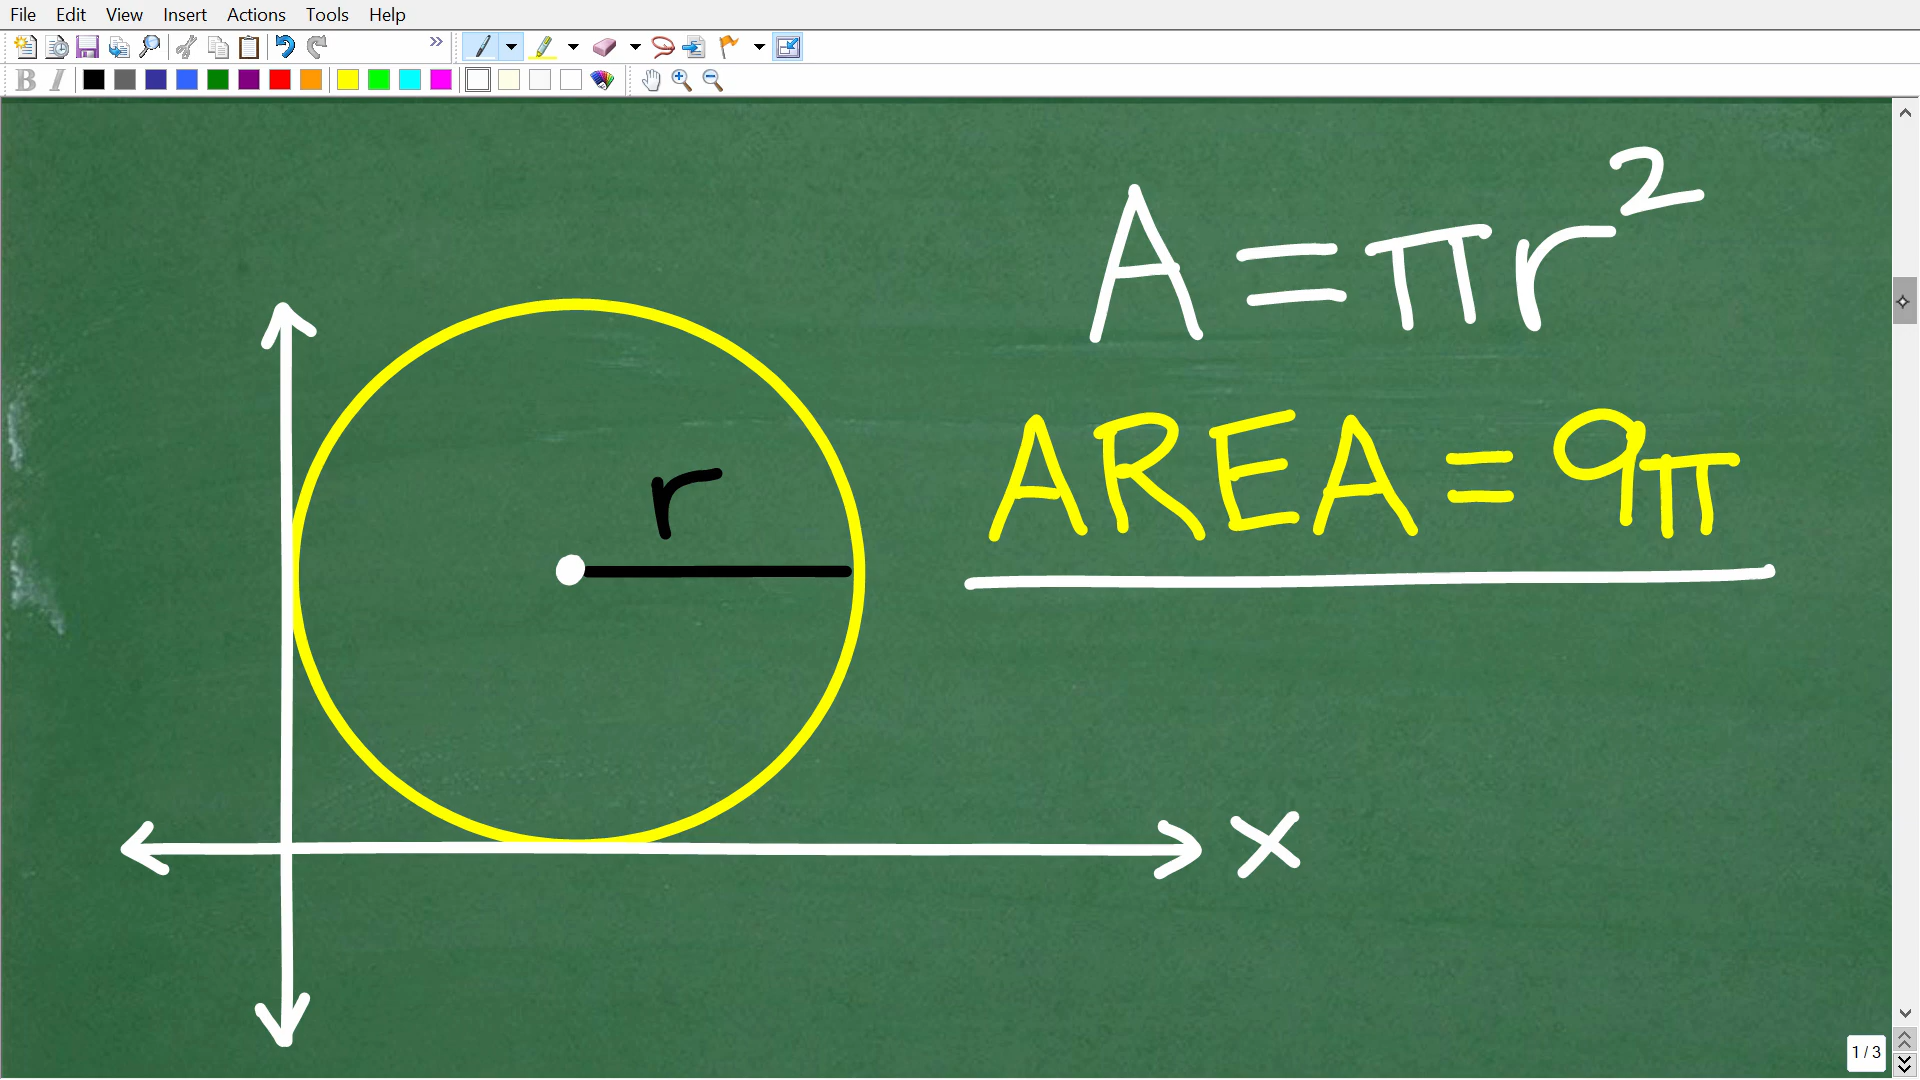 File Edit View Insert Actions Tools Help
B I
A = πr²
AREA = 9π
r
x
1 / 3